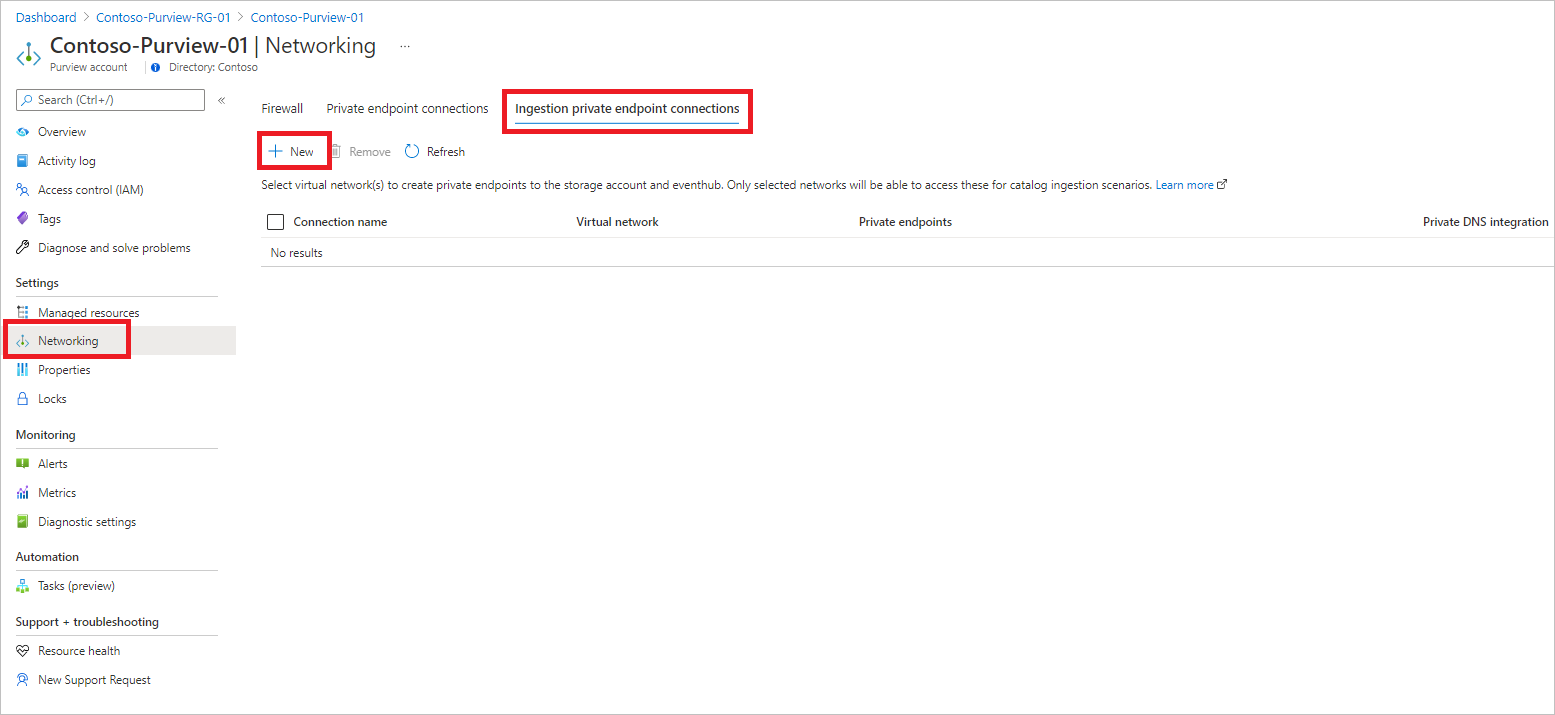 Dashboard > Contoso-Purview-RG-01 > Contoso-Purview-01
Contoso-Purview-01 | Networking ...
Purview account Directory: Contoso
Search (Ctrl+/) «
Overview
Activity log
Access control (IAM)
Tags
Diagnose and solve problems
Settings
Managed resources
Networking
Properties
Locks
Monitoring
Alerts
Metrics
Diagnostic settings
Automation
Tasks (preview)
Support + troubleshooting
Resource health
New Support Request
Firewall Private endpoint connections Ingestion private endpoint connections
New Remove Refresh
Select virtual network(s) to create private endpoints to the storage account and eventhub. Only selected networks will be able to access these for catalog ingestion scenarios. Learn more
Connection name Virtual network Private endpoints Private DNS integration
No results